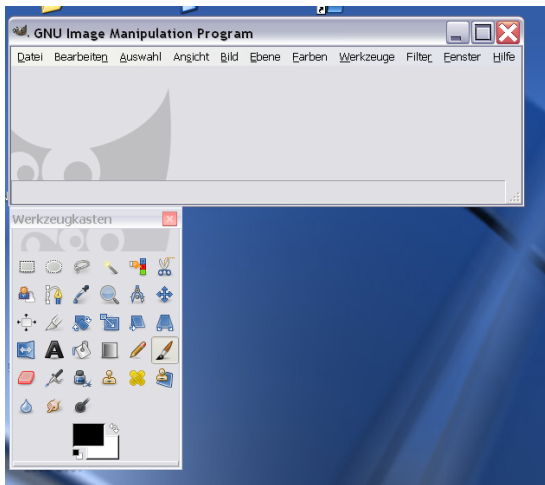 GNU Image Manipulation Program
Datei Bearbeiten Auswahl Ansicht Bild Ebene Farben Werkzeuge Filter Fenster Hilfe
Werkzeugkasten